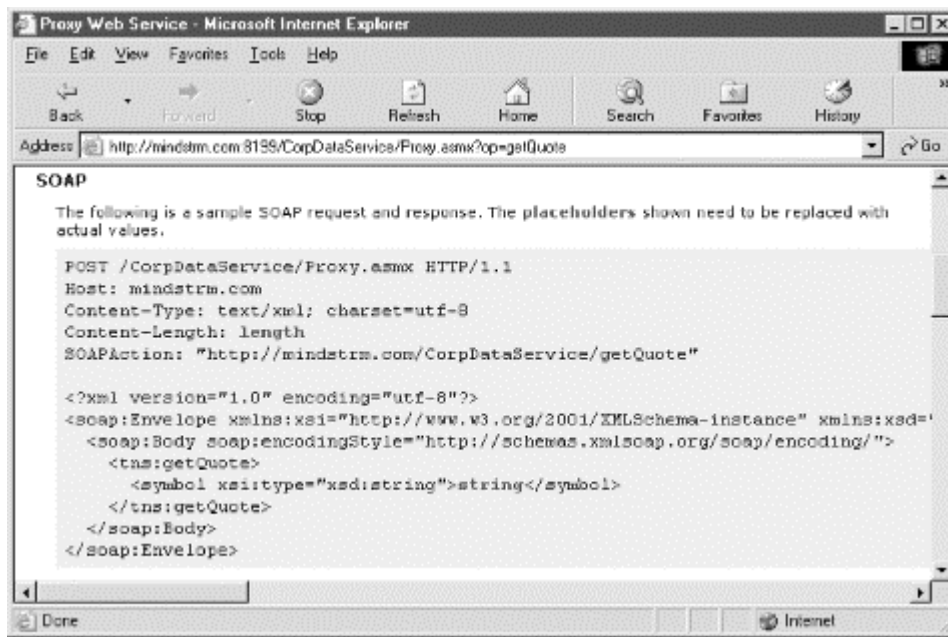 Proxy Web Service - Microsoft Internet Explorer
File Edit View Favorites Tools Help
Back Forward Stop Refresh Home Search Favorites History
Address http://mindstrm.com:8199/CorpDataService/Proxy.asmx?op=getQuote Go
SOAP
The following is a sample SOAP request and response. The placeholders shown need to be replaced with
actual values.
POST /CorpDataService/Proxy.asmx HTTP/1.1
Host: mindstrm.com
Content-Type: text/xml; charset=utf-8
Content-Length: length
SOAPAction: "http://mindstrm.com/CorpDataService/getQuote"
<?xml version="1.0" encoding="utf-8"?>
<soap:Envelope xmlns:xsi="http://www.w3.org/2001/XMLSchema-instance" xmlns:xsd="
<soap:Body soap:encodingStyle="http://schemas.xmlsoap.org/soap/encoding/">
<tns:getQuote>
<symbol xsi:type="xsd:string">string</symbol>
</tns:getQuote>
</soap:Body>
</soap:Envelope>
Done Internet